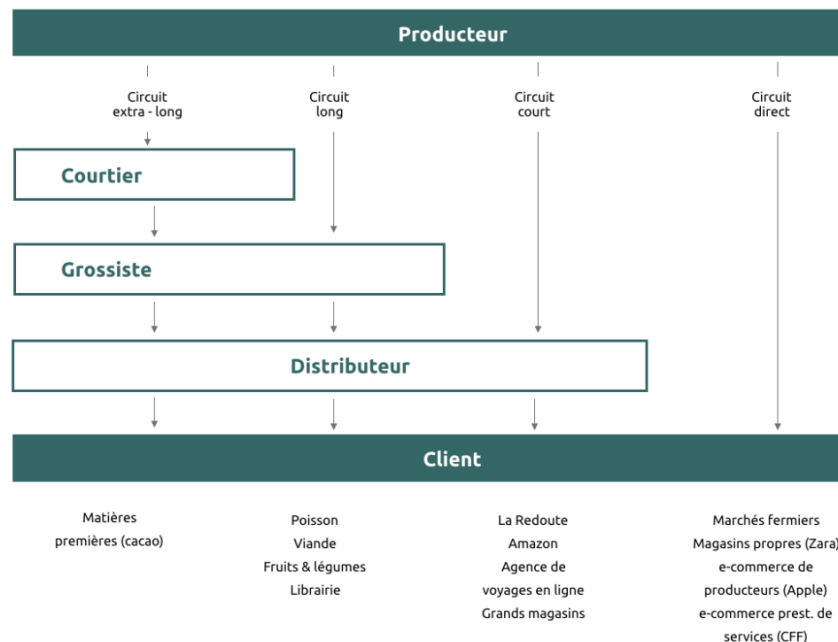 Producteur
Circuit
extra - long
Circuit
long
Circuit
court
Circuit
direct
Courtier
Grossiste
Distributeur
Client
Matières
premières (cacao)
Poisson
Viande
Fruits & légumes
Librairie
La Redoute
Amazon
Agence de
voyages en ligne
Grands magasins
Marchés fermiers
Magasins propres (Zara)
e-commerce de
producteurs (Apple)
e-commerce prest. de
services (CFF)